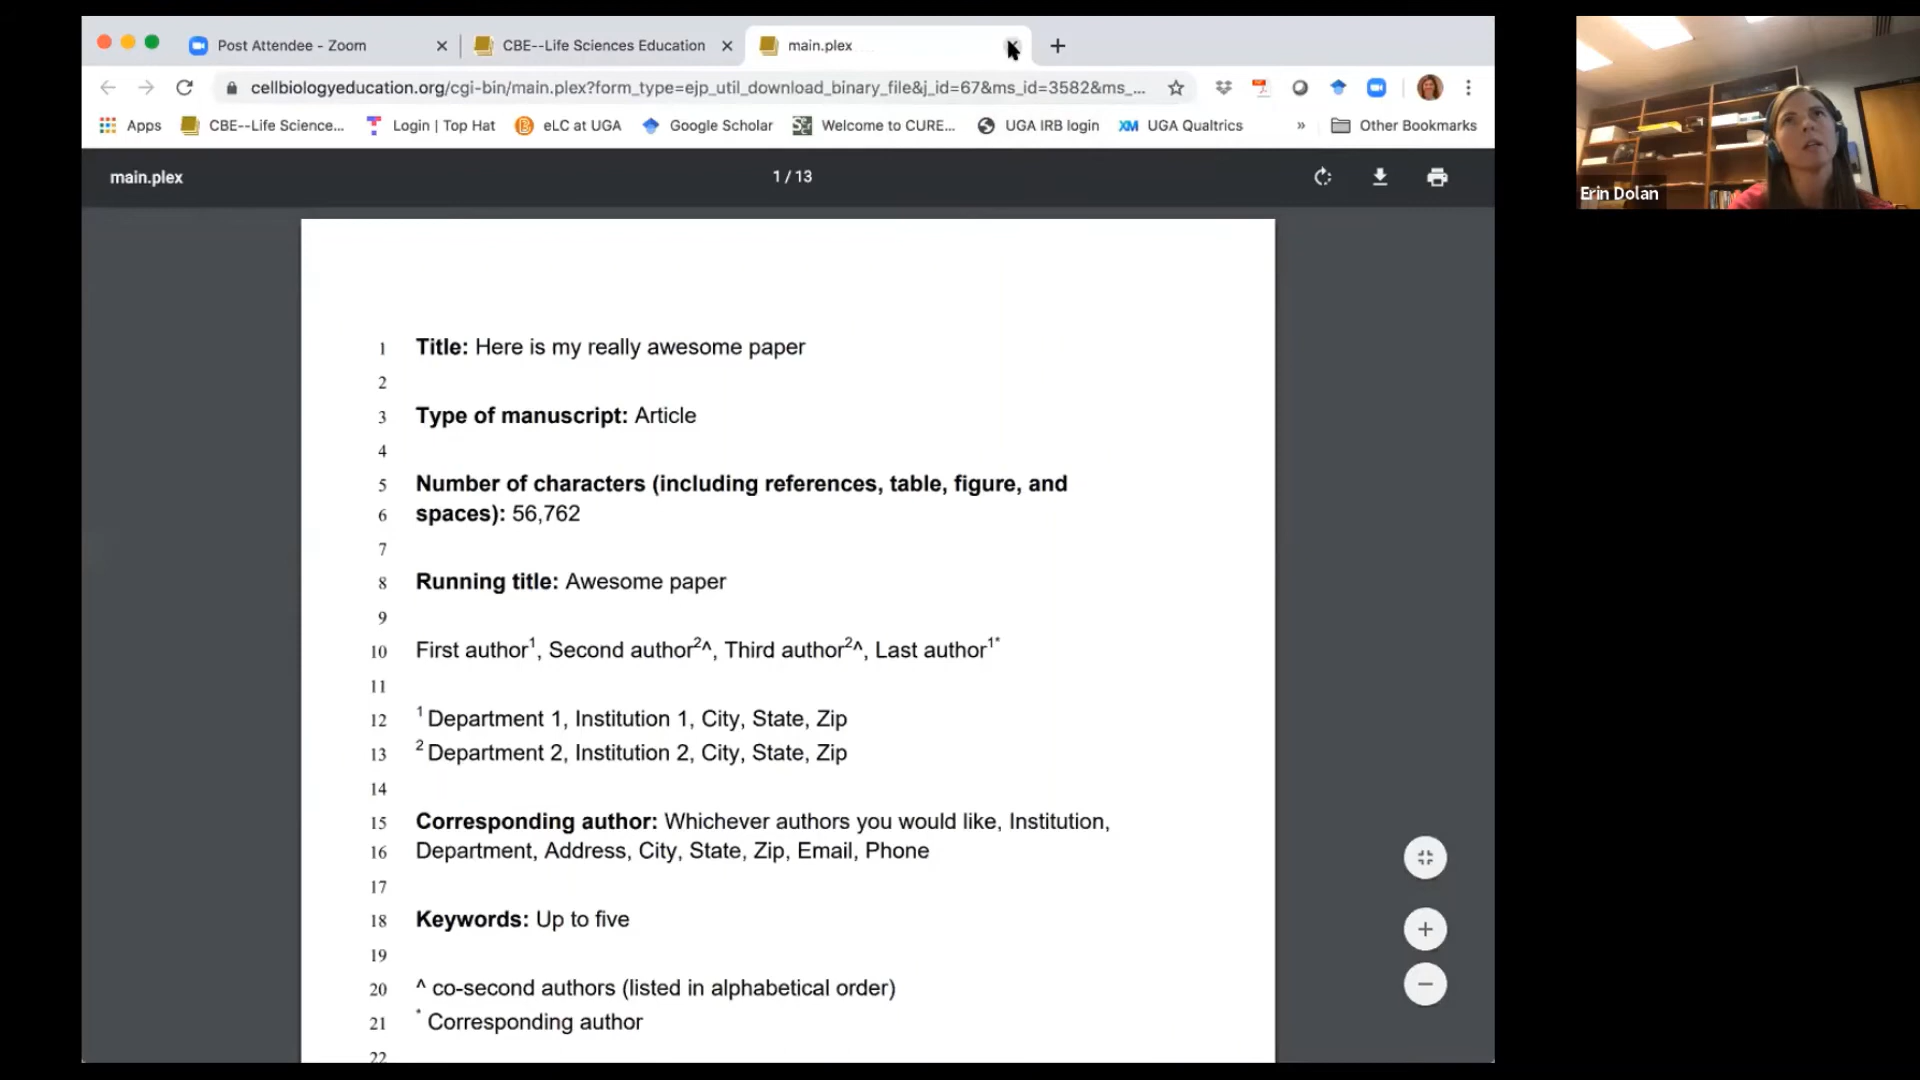 Post Attendee - Zoom
CBE--Life Sciences Education
main.plex
cellbiologyeducation.org/cgi-bin/main.plex?form_type=ejp_util_download_binary_file&j_id=67&ms_id=3582&ms_...
Apps
CBE--Life Science...
Login | Top Hat
eLC at UGA
Google Scholar
Welcome to CURE...
UGA IRB login
XM UGA Qualtrics
»
Other Bookmarks
main.plex
1 / 13
Erin Dolan
1 Title: Here is my really awesome paper
2
3 Type of manuscript: Article
4
5 Number of characters (including references, table, figure, and
6 spaces): 56,762
7
8 Running title: Awesome paper
9
10 First author1, Second author2^, Third author2^, Last author1*
11
12 1 Department 1, Institution 1, City, State, Zip
13 2 Department 2, Institution 2, City, State, Zip
14
15 Corresponding author: Whichever authors you would like, Institution,
16 Department, Address, City, State, Zip, Email, Phone
17
18 Keywords: Up to five
19
20 ^ co-second authors (listed in alphabetical order)
21 * Corresponding author
22